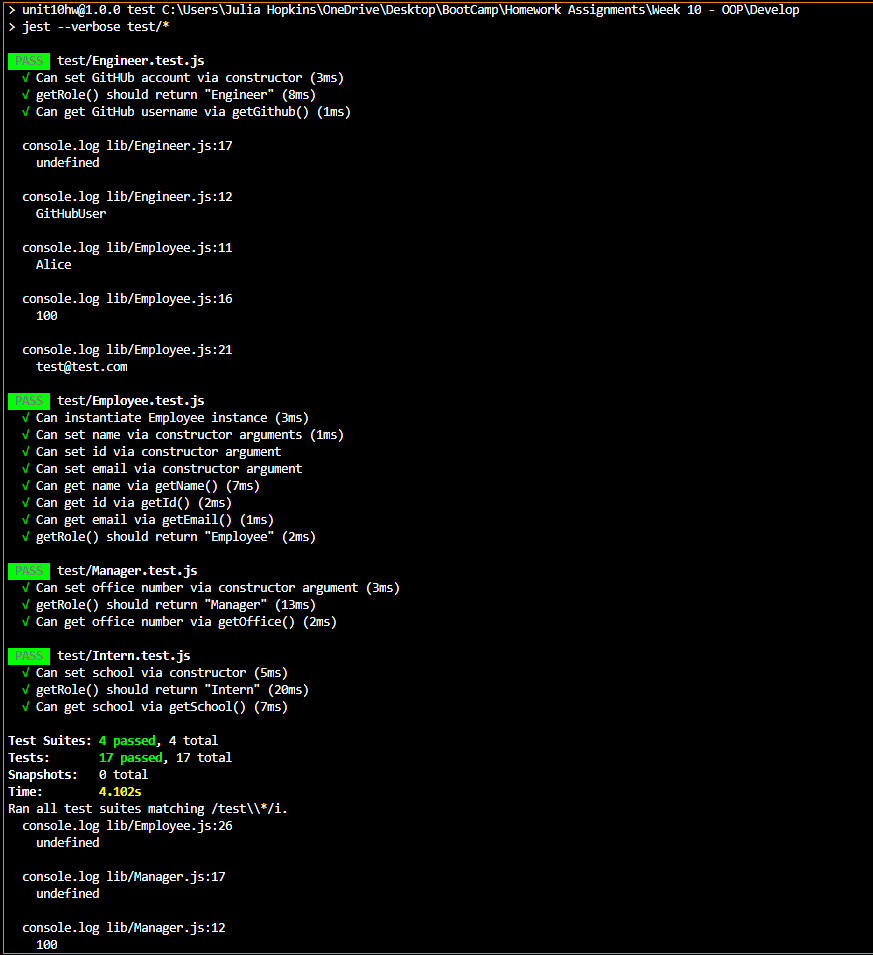 > unit10hw@1.0.0 test C:\Users\Julia Hopkins\OneDrive\Desktop\BootCamp\Homework Assignments\Week 10 - OOP\Develop
> jest --verbose test/*
PASS test/Engineer.test.js
√ Can set GitHUb account via constructor (3ms)
√ getRole() should return "Engineer" (8ms)
√ Can get GitHub username via getGithub() (1ms)
console.log lib/Engineer.js:17
undefined
console.log lib/Engineer.js:12
GitHubUser
console.log lib/Employee.js:11
Alice
console.log lib/Employee.js:16
100
console.log lib/Employee.js:21
test@test.com
PASS test/Employee.test.js
√ Can instantiate Employee instance (3ms)
√ Can set name via constructor arguments (1ms)
√ Can set id via constructor argument
√ Can set email via constructor argument
√ Can get name via getName() (7ms)
√ Can get id via getId() (2ms)
√ Can get email via getEmail() (1ms)
√ getRole() should return "Employee" (2ms)
PASS test/Manager.test.js
√ Can set office number via constructor argument (3ms)
√ getRole() should return "Manager" (13ms)
√ Can get office number via getOffice() (2ms)
PASS test/Intern.test.js
√ Can set school via constructor (5ms)
√ getRole() should return "Intern" (20ms)
√ Can get school via getSchool() (7ms)
Test Suites: 4 passed, 4 total
Tests: 17 passed, 17 total
Snapshots: 0 total
Time: 4.102s
Ran all test suites matching /test\\*/i.
console.log lib/Employee.js:26
undefined
console.log lib/Manager.js:17
undefined
console.log lib/Manager.js:12
100